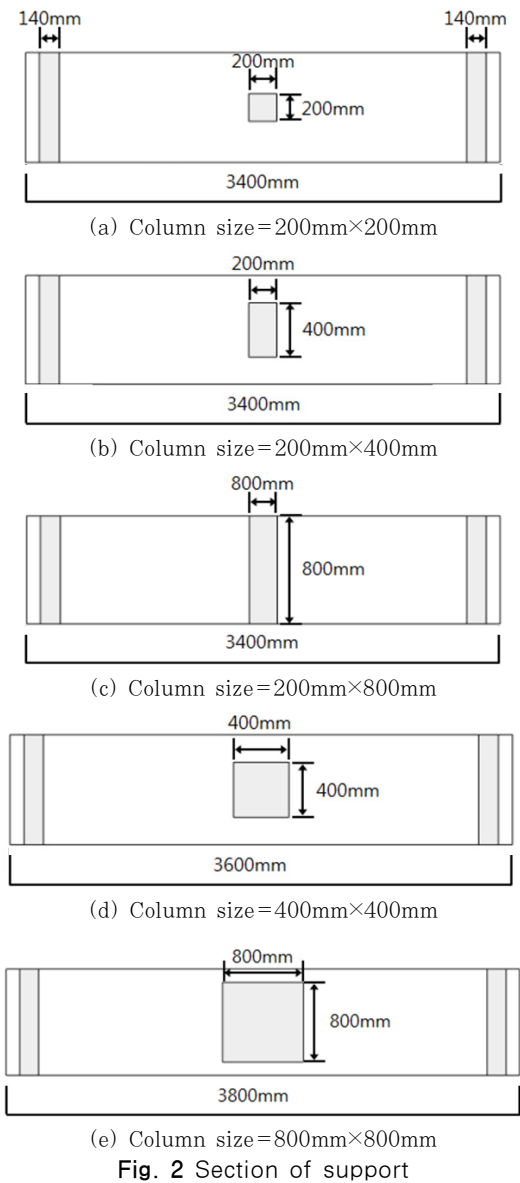 140mm 140mm
200mm
200mm
3400mm
(a) Column size=200mm×200mm
200mm
400mm
3400mm
(b) Column size=200mm×400mm
800mm
800mm
3400mm
(c) Column size=200mm×800mm
400mm
400mm
3600mm
(d) Column size=400mm×400mm
800mm
800mm
3800mm
(e) Column size=800mm×800mm
Fig. 2 Section of support